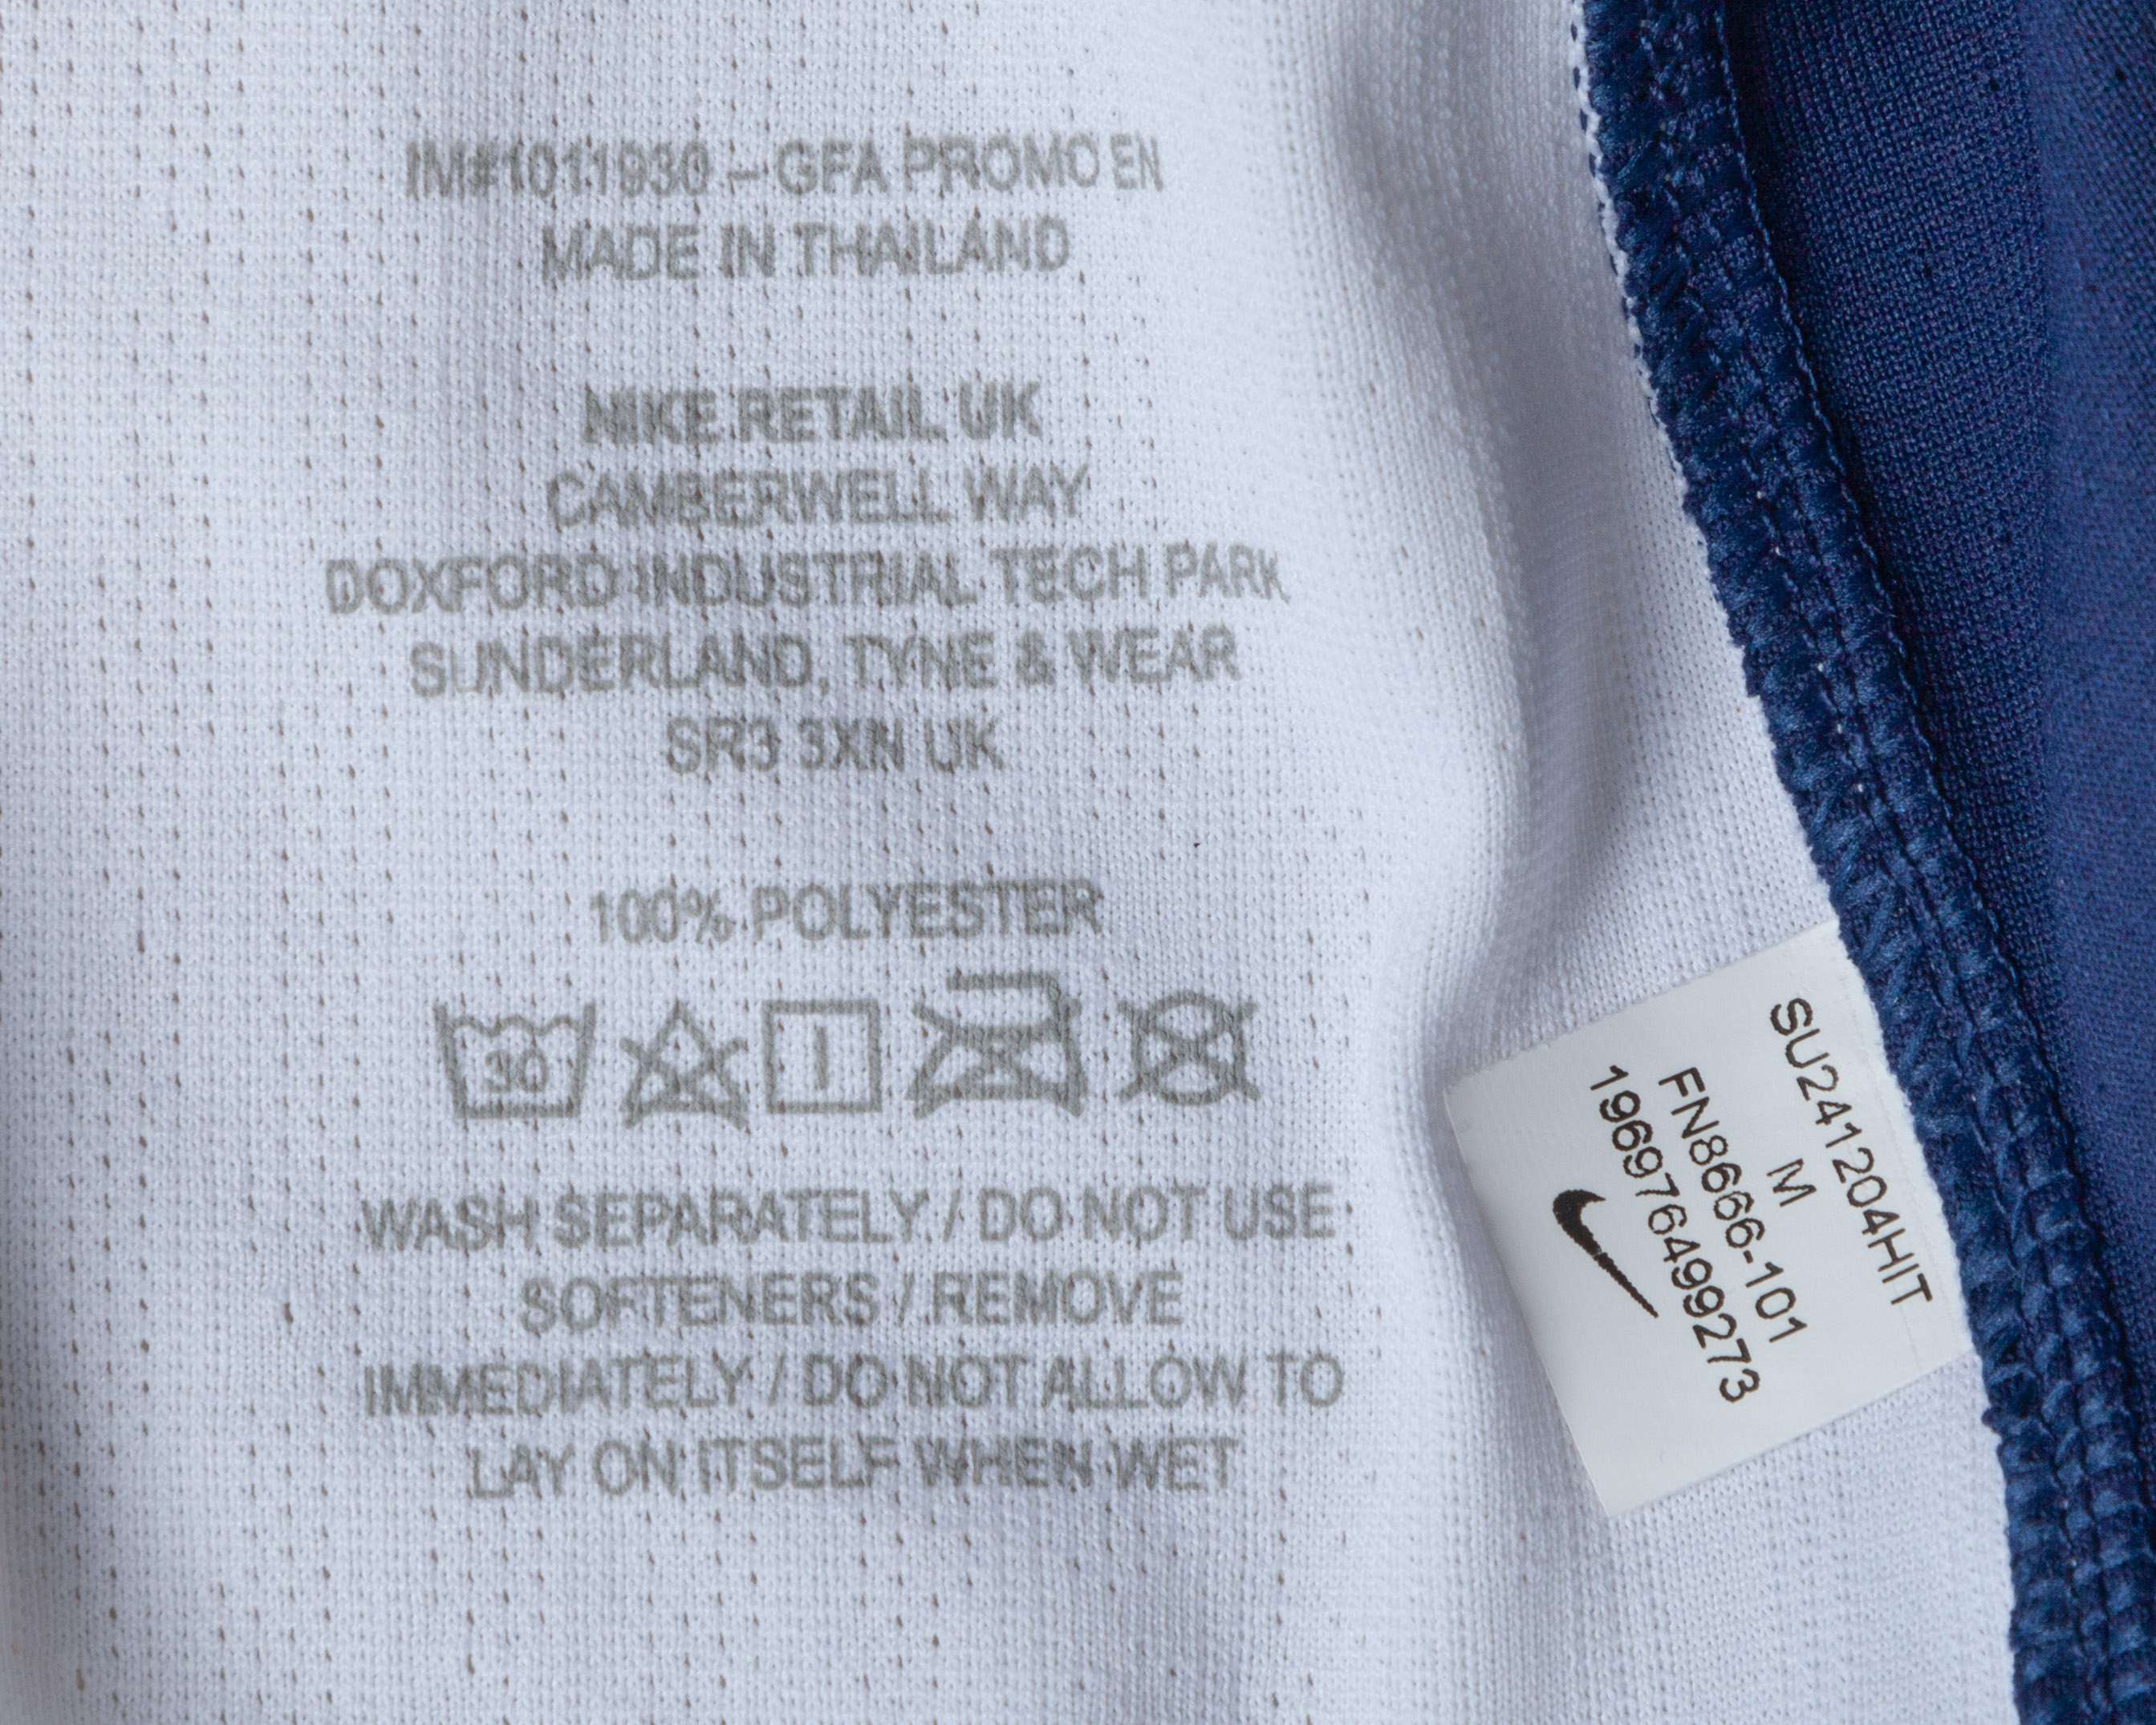 IM#1011930 – GFA PROMO EN
MADE IN THAILAND
NIKE RETAIL UK
CAMBERWELL WAY
DOXFORD INDUSTRIAL TECH PARK
SUNDERLAND, TYNE & WEAR
SR3 3XN UK
100% POLYESTER
30
WASH SEPARATELY / DO NOT USE
SOFTENERS / REMOVE
IMMEDIATELY / DO NOT ALLOW TO
LAY ON ITSELF WHEN WET
SU241204HIT
M
FN8666-101
196976499273